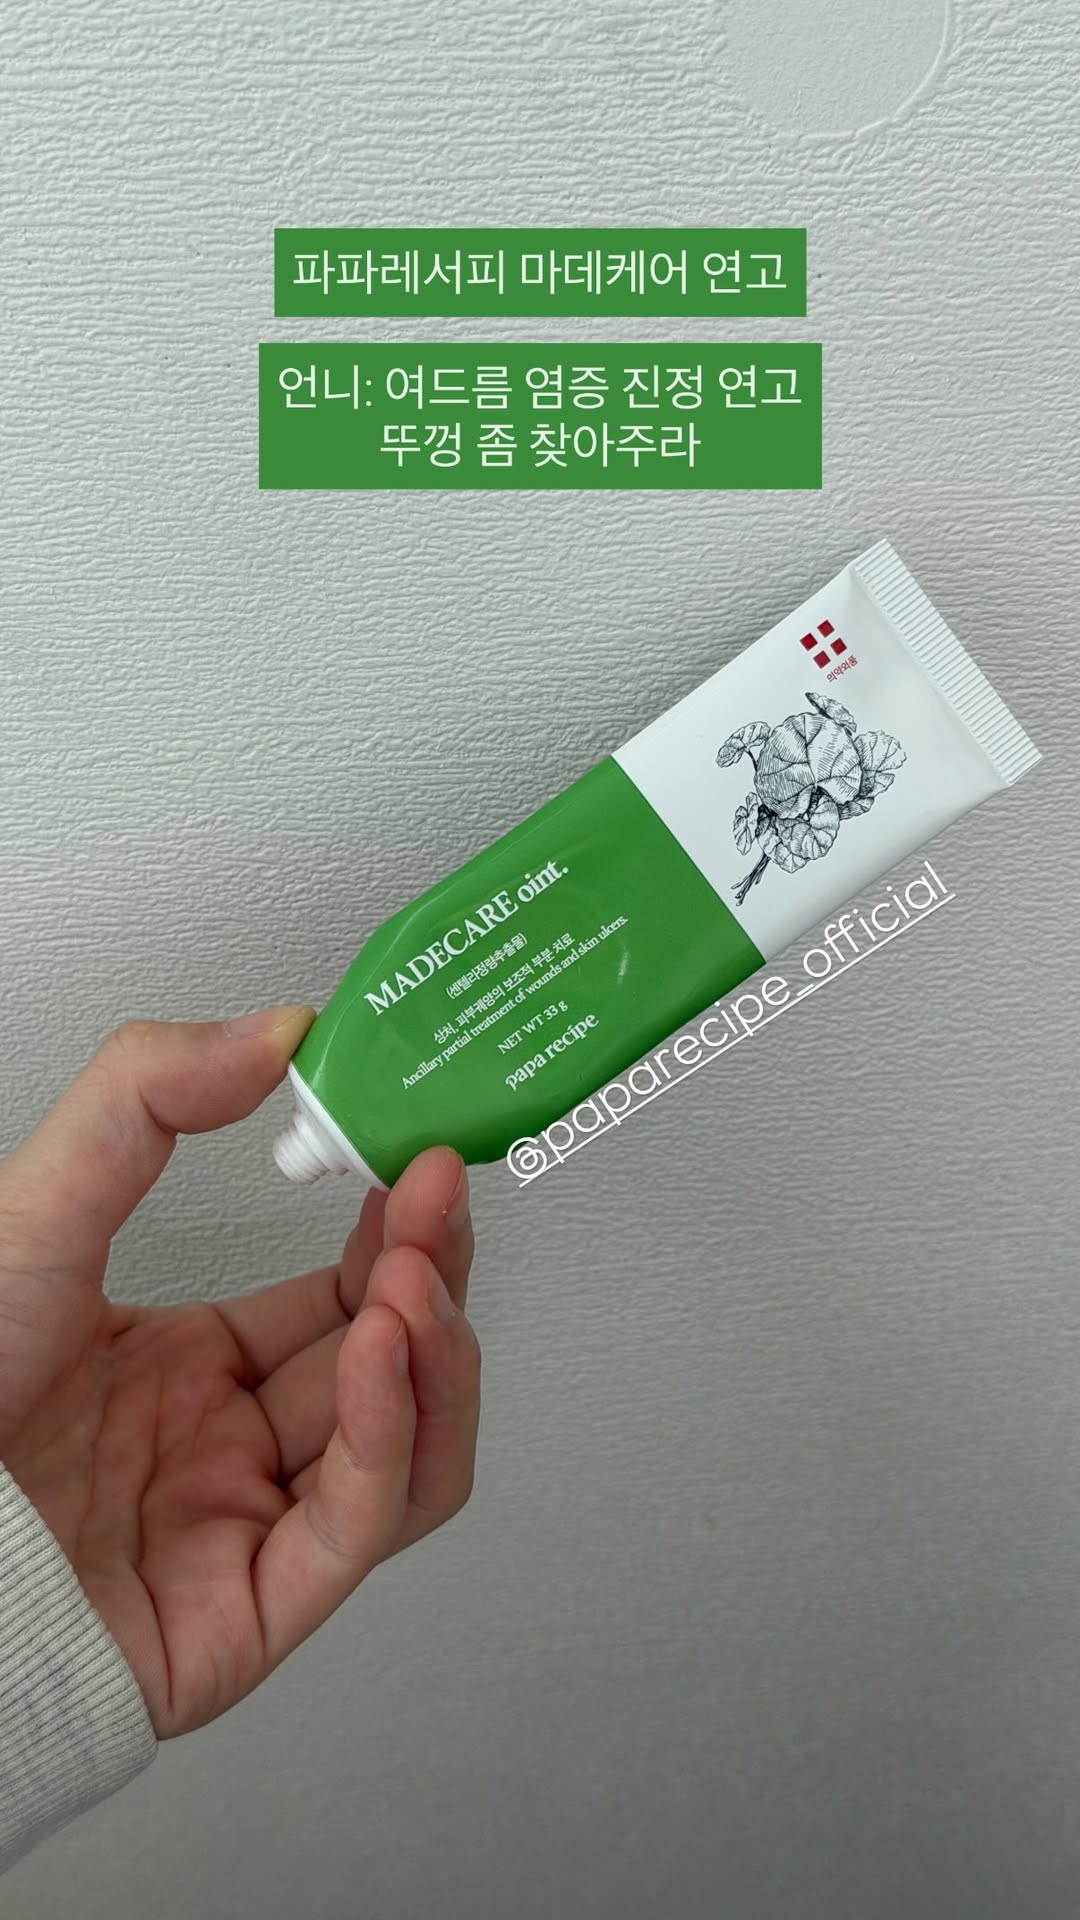 파파레서피 마데케어 연고
언니: 여드름 염증 진정 연고
뚜껑 좀 찾아주라
의약외품
MADECARE oint.
(센텔라정량추출물)
상처, 피부궤양의 보조적 부분 치료
Ancillary partial treatment of wounds and skin ulcers.
NET WT 33 g
papa recipe
@paparecipe_official